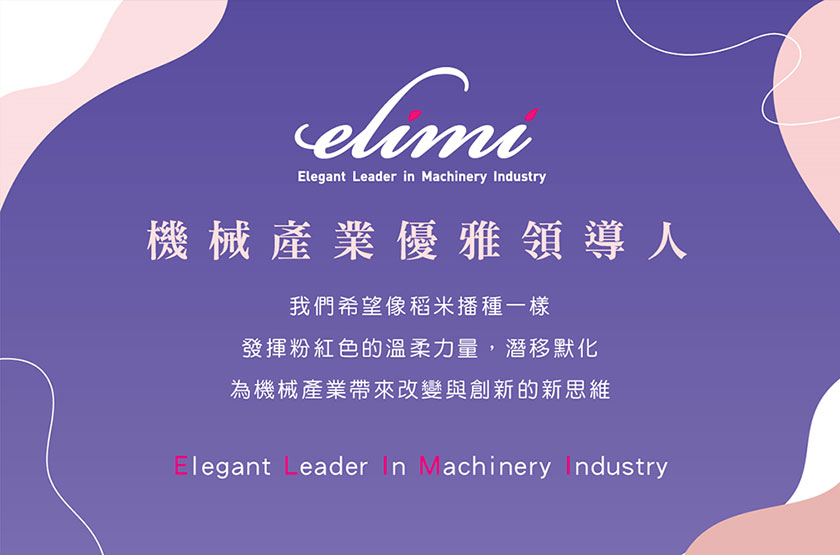 elimi
Elegant Leader in Machinery Industry
機械產業優雅領導人
我們希望像稻米播種一樣
發揮粉紅色的溫柔力量，潛移默化
為機械產業帶來改變與創新的新思維
Elegant Leader In Machinery Industry